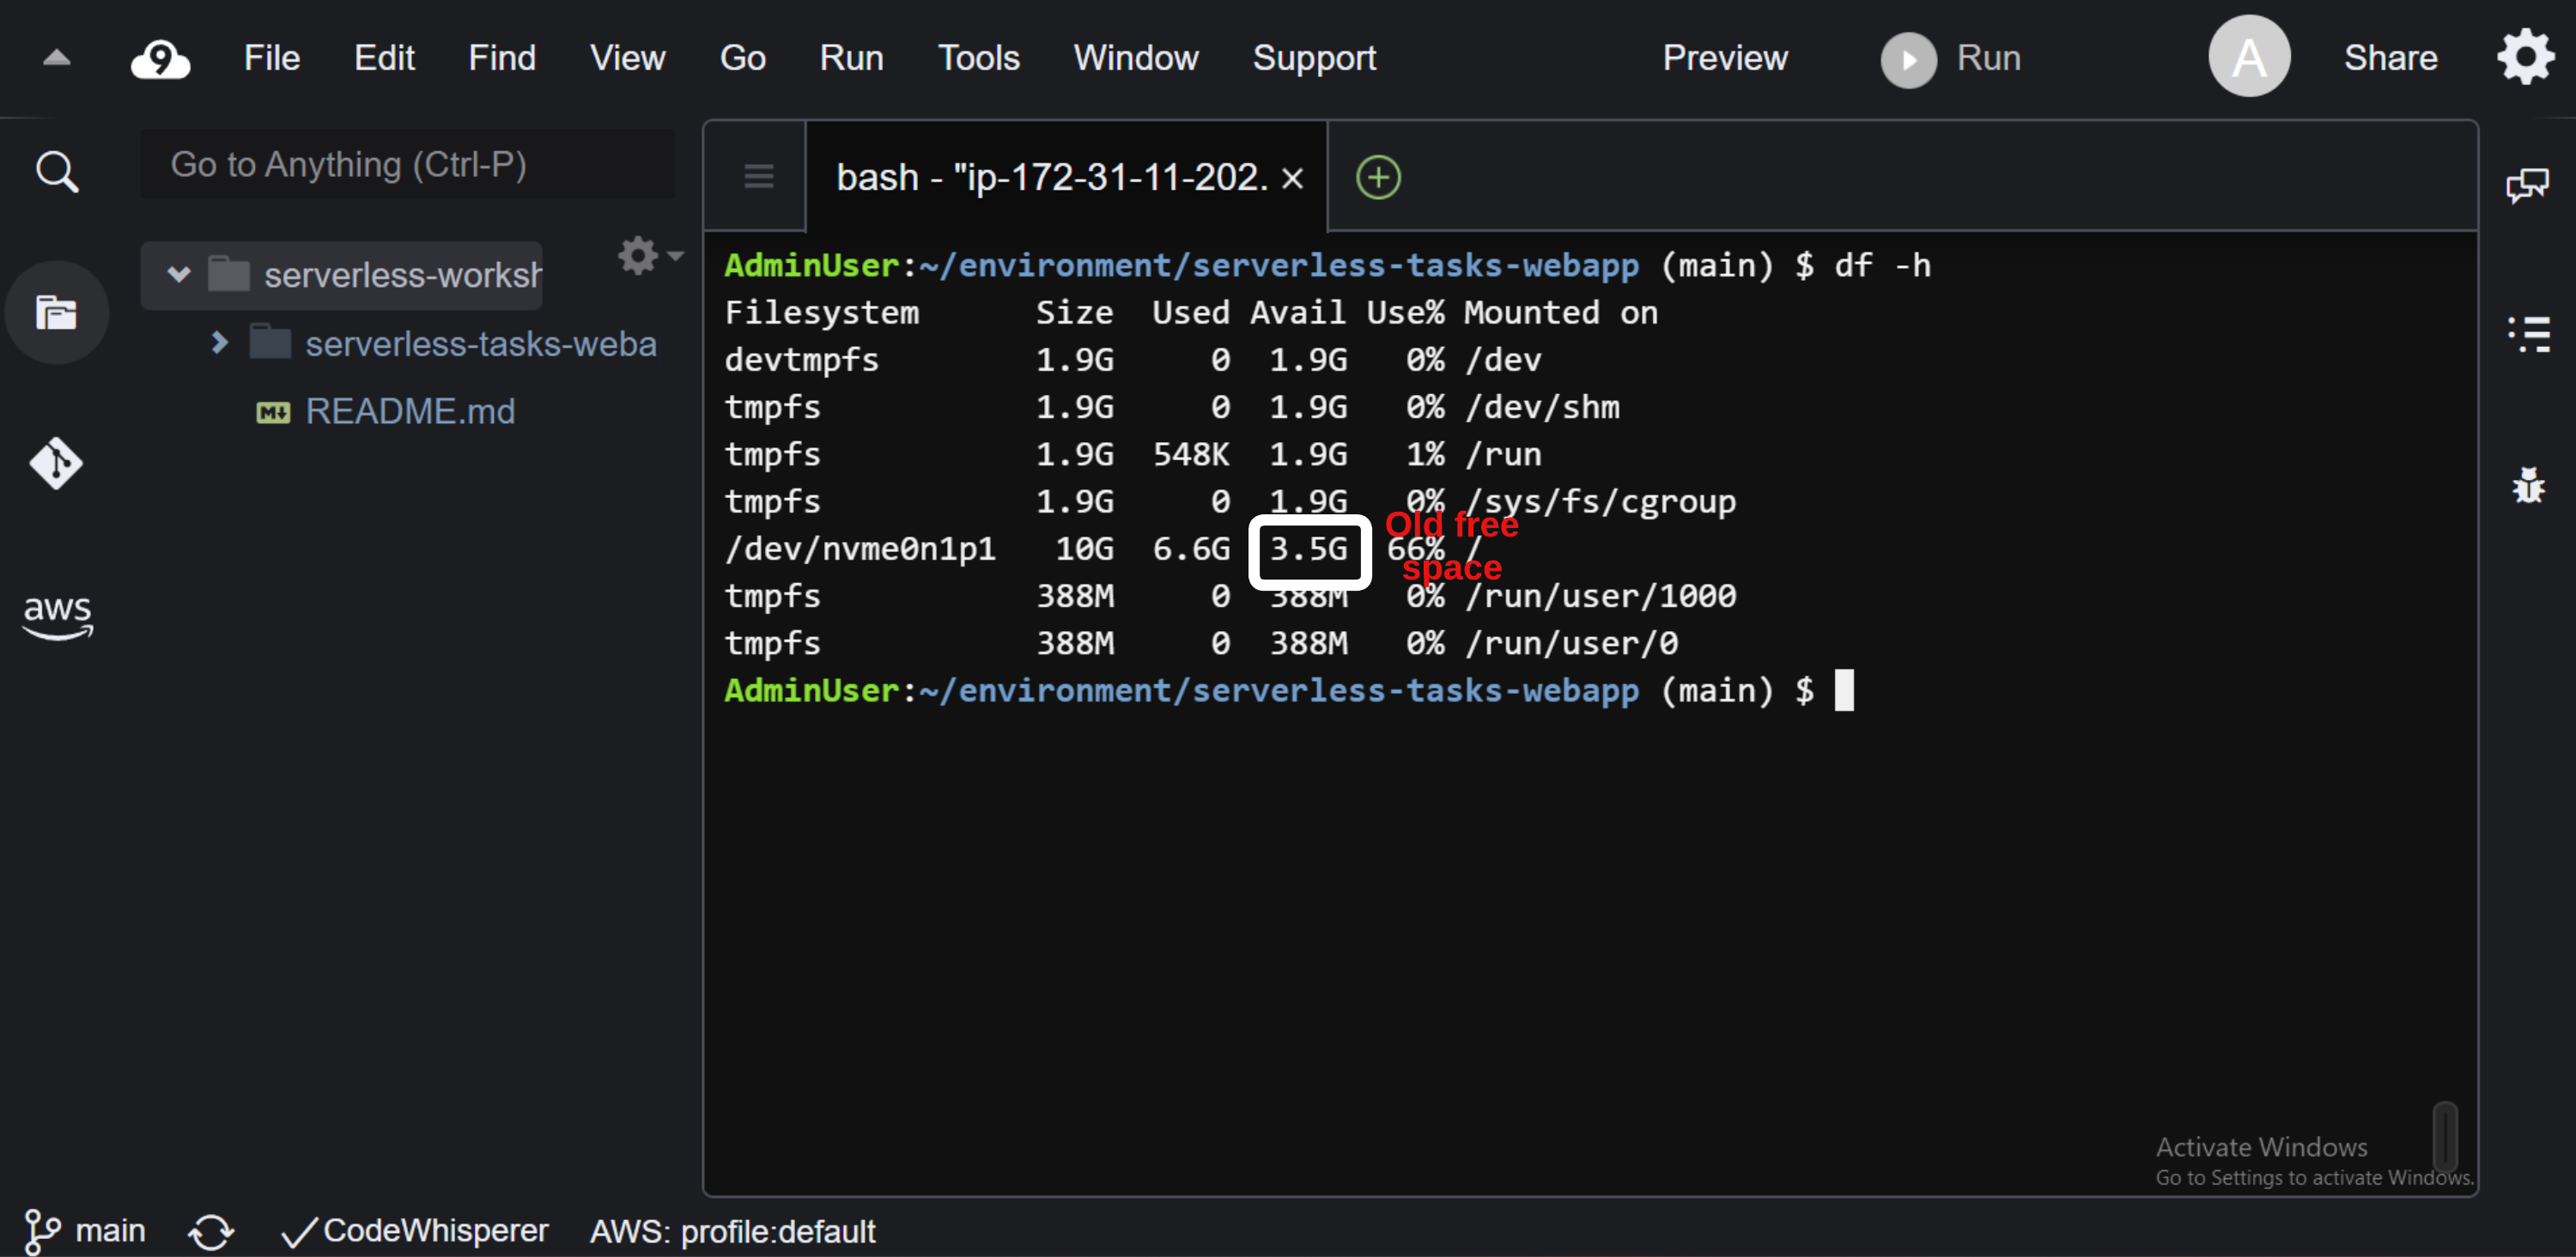 9 File Edit Find View Go Run Tools Window Support Preview Run A Share
Go to Anything (Ctrl-P)
serverless-worksh
serverless-tasks-weba
README.md
aws
bash - "ip-172-31-11-202.
AdminUser:~/environment/serverless-tasks-webapp (main) $ df -h
Filesystem Size Used Avail Use% Mounted on
devtmpfs 1.9G 0 1.9G 0% /dev
tmpfs 1.9G 0 1.9G 0% /dev/shm
tmpfs 1.9G 548K 1.9G 1% /run
tmpfs 1.9G 0 1.9G 0% /sys/fs/cgroup
/dev/nvme0n1p1 10G 6.6G 3.5G 66% /
Old free
space
tmpfs 388M 0 388M 0% /run/user/1000
tmpfs 388M 0 388M 0% /run/user/0
AdminUser:~/environment/serverless-tasks-webapp (main) $
Activate Windows
Go to Settings to activate Windows.
main CodeWhisperer AWS: profile:default